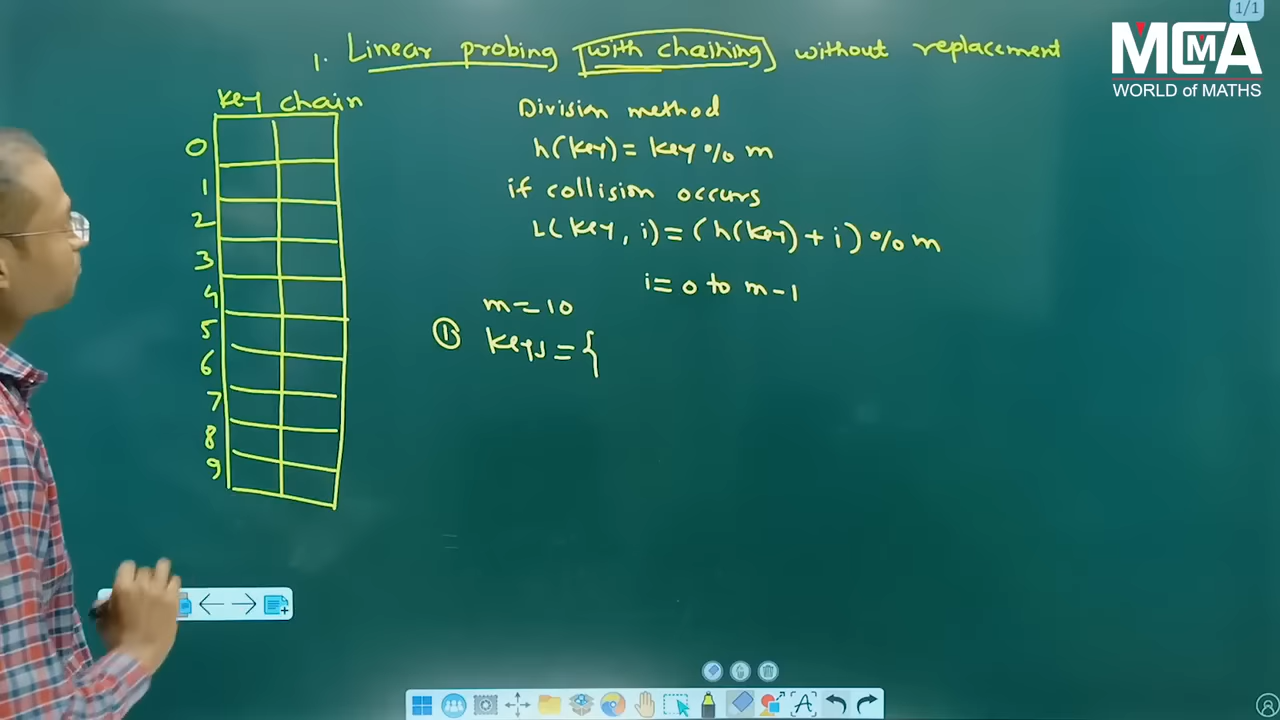 1/1
MCMA
WORLD of MATHS
1. Linear probing with chaining without replacement
key chain
0
1
2
3
4
5
6
7
8
9
Division method
h(key) = key % m
if collision occurs
L(key, i) = (h(key) + i) % m
i = 0 to m - 1
m = 10
① keys = {